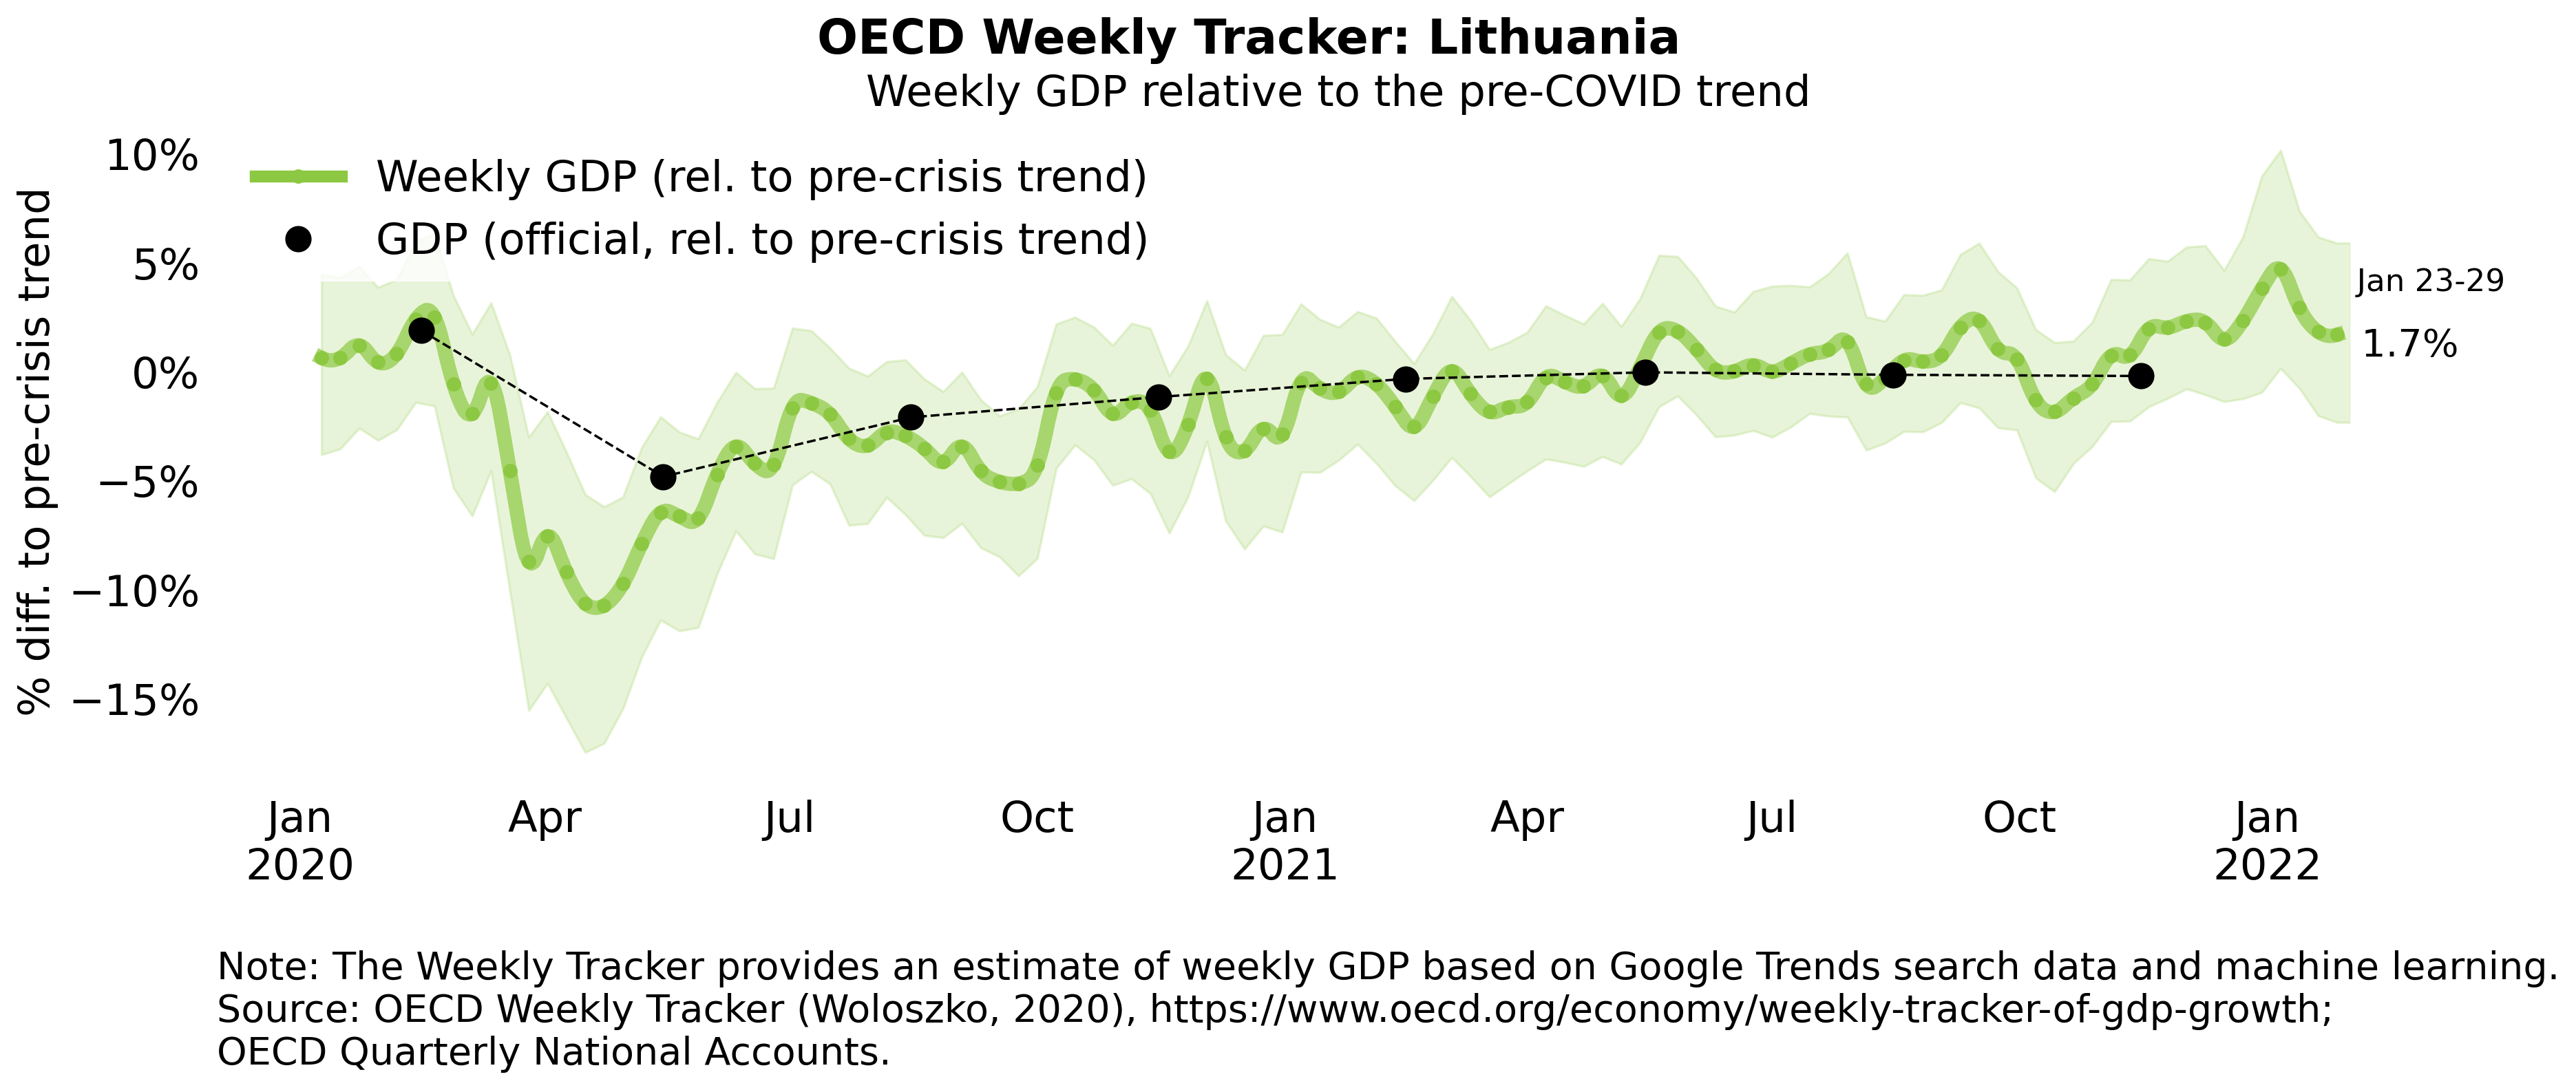 OECD Weekly Tracker: Lithuania
Weekly GDP relative to the pre-COVID trend
% diff. to pre-crisis trend
10%
5%
0%
−5%
−10%
−15%
Weekly GDP (rel. to pre-crisis trend)
GDP (official, rel. to pre-crisis trend)
Jan 23-29
1.7%
Jan Apr Jul Oct Jan Apr Jul Oct Jan
2020 2021 2022
Note: The Weekly Tracker provides an estimate of weekly GDP based on Google Trends search data and machine learning.
Source: OECD Weekly Tracker (Woloszko, 2020), https://www.oecd.org/economy/weekly-tracker-of-gdp-growth;
OECD Quarterly National Accounts.